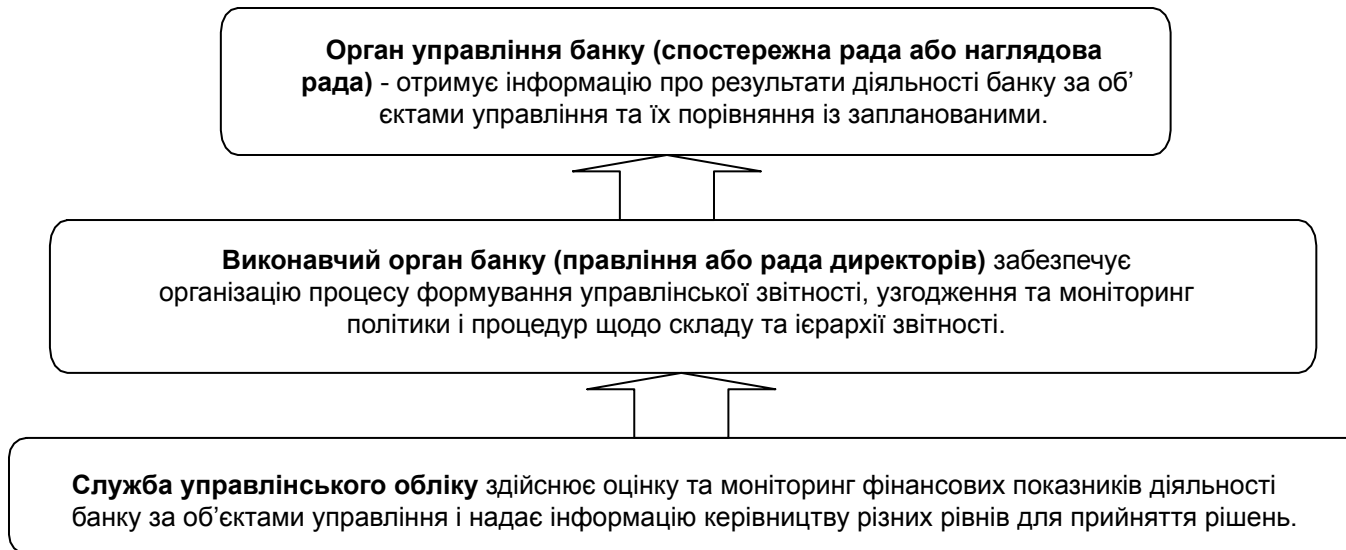 Орган управління банку (спостережна рада або наглядова
рада) - отримує інформацію про результати діяльності банку за об’
єктами управління та їх порівняння із запланованими.
Виконавчий орган банку (правління або рада директорів) забезпечує
організацію процесу формування управлінської звітності, узгодження та моніторинг
політики і процедур щодо складу та ієрархії звітності.
Служба управлінського обліку здійснює оцінку та моніторинг фінансових показників діяльності
банку за об’єктами управління і надає інформацію керівництву різних рівнів для прийняття рішень.